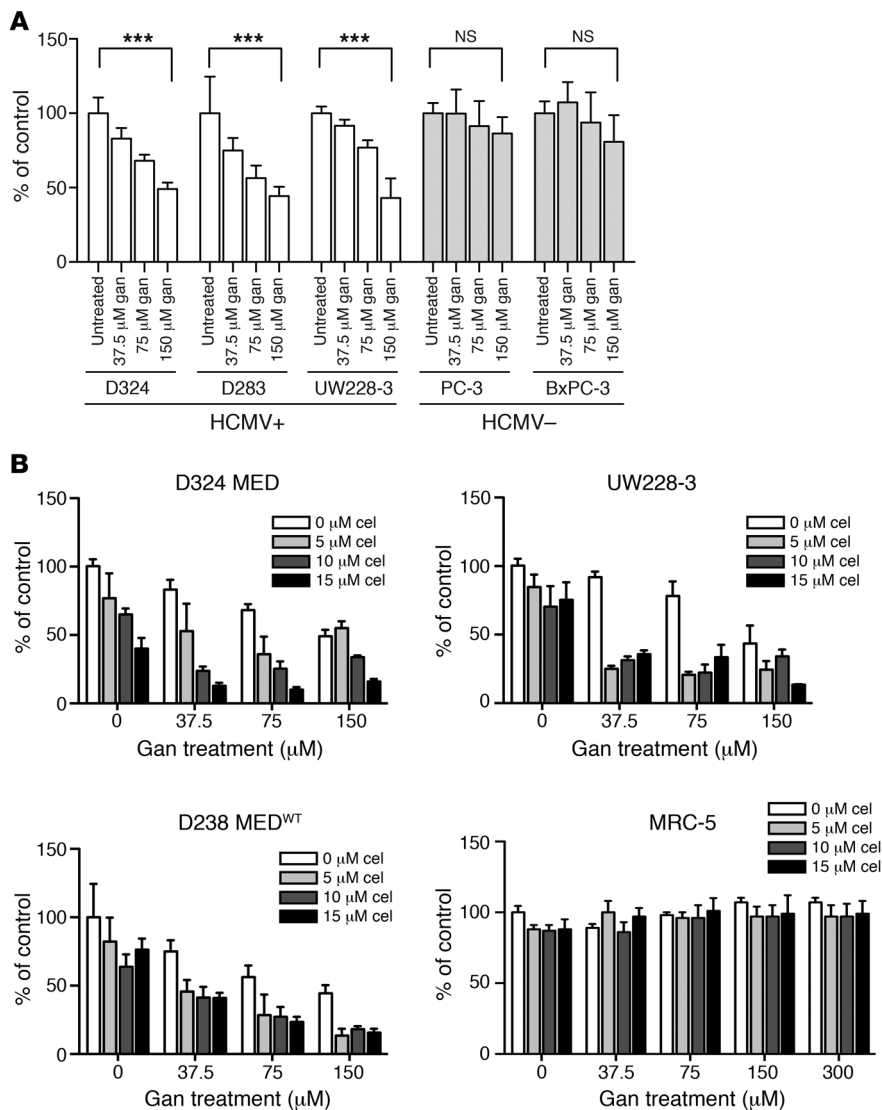 A
150
100
50
0
% of control
***
***
***
NS
NS
Untreated
37.5 μM gan
75 μM gan
150 μM gan
Untreated
37.5 μM gan
75 μM gan
150 μM gan
Untreated
37.5 μM gan
75 μM gan
150 μM gan
Untreated
37.5 μM gan
75 μM gan
150 μM gan
Untreated
37.5 μM gan
75 μM gan
150 μM gan
D324
D283
UW228-3
PC-3
BxPC-3
HCMV+
HCMV–
B
D324 MED
150
100
50
0
% of control
0 μM cel
5 μM cel
10 μM cel
15 μM cel
0 37.5 75 150
Gan treatment (μM)
UW228-3
150
100
50
0
% of control
0 μM cel
5 μM cel
10 μM cel
15 μM cel
0 37.5 75 150
Gan treatment (μM)
D238 MEDWT
150
100
50
0
% of control
0 μM cel
5 μM cel
10 μM cel
15 μM cel
0 37.5 75 150
Gan treatment (μM)
MRC-5
150
100
50
0
% of control
0 μM cel
5 μM cel
10 μM cel
15 μM cel
0 37.5 75 150 300
Gan treatment (μM)